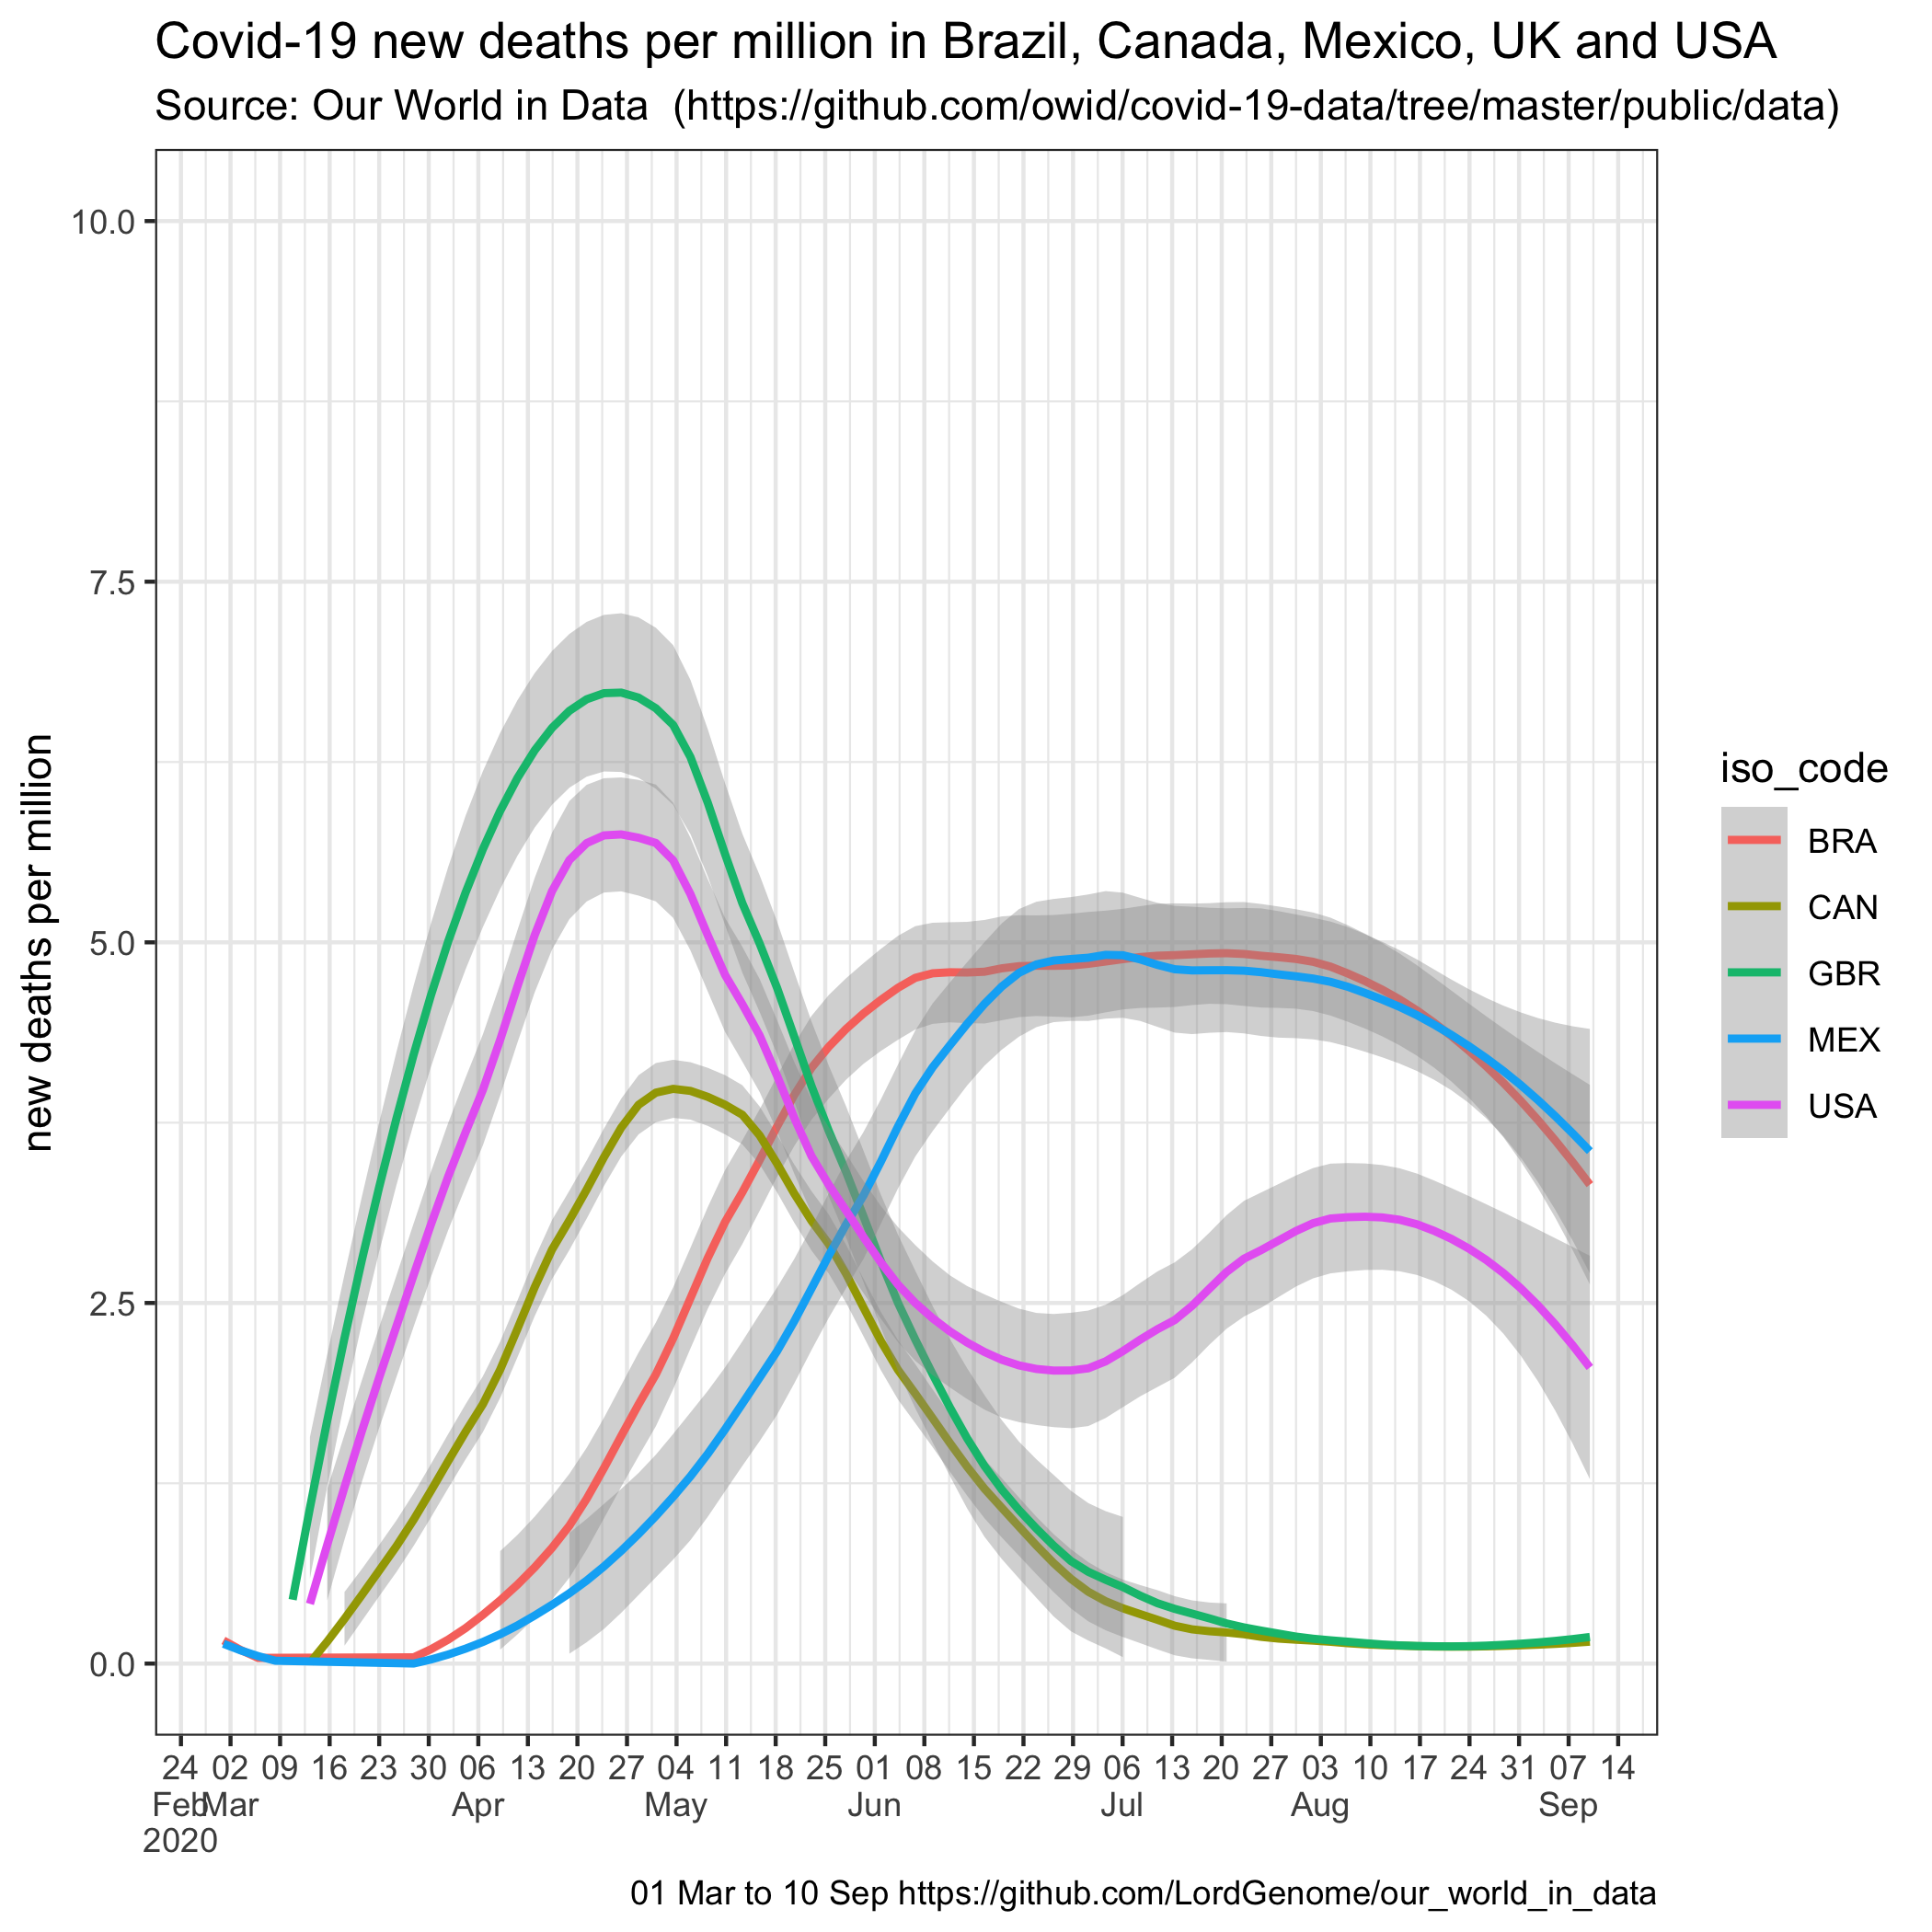 Covid-19 new deaths per million in Brazil, Canada, Mexico, UK and USA
Source: Our World in Data  (https://github.com/owid/covid-19-data/tree/master/public/data)
10.0
7.5
5.0
2.5
0.0
new deaths per million
24 02 09 16 23 30 06 13 20 27 04 11 18 25 01 08 15 22 29 06 13 20 27 03 10 17 24 31 07 14
Feb Mar Apr May Jun Jul Aug Sep
2020
iso_code
BRA
CAN
GBR
MEX
USA
01 Mar to 10 Sep https://github.com/LordGenome/our_world_in_data